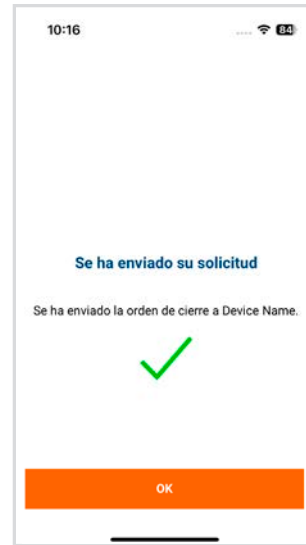 10:16
84
Se ha enviado su solicitud
Se ha enviado la orden de cierre a Device Name.
OK